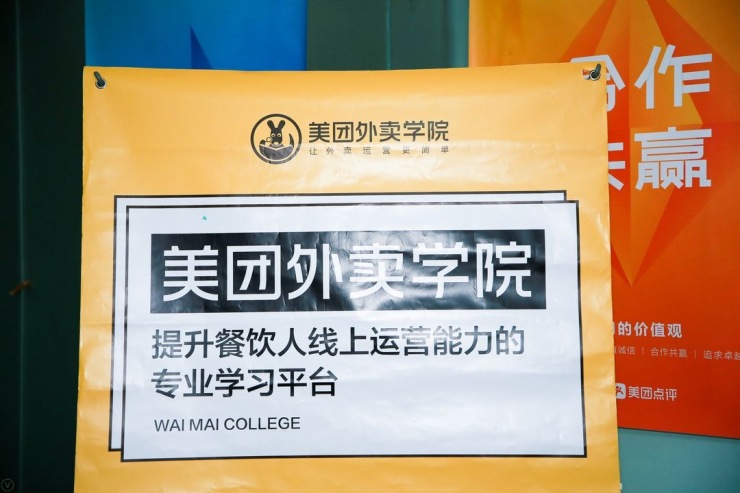 美团外卖学院
让外卖运营更简单
美团外卖学院
提升餐饮人线上运营能力的
专业学习平台
WAI MAI COLLEGE
合作
共赢
的价值观
诚信 | 合作共赢 | 追求卓越
美团点评